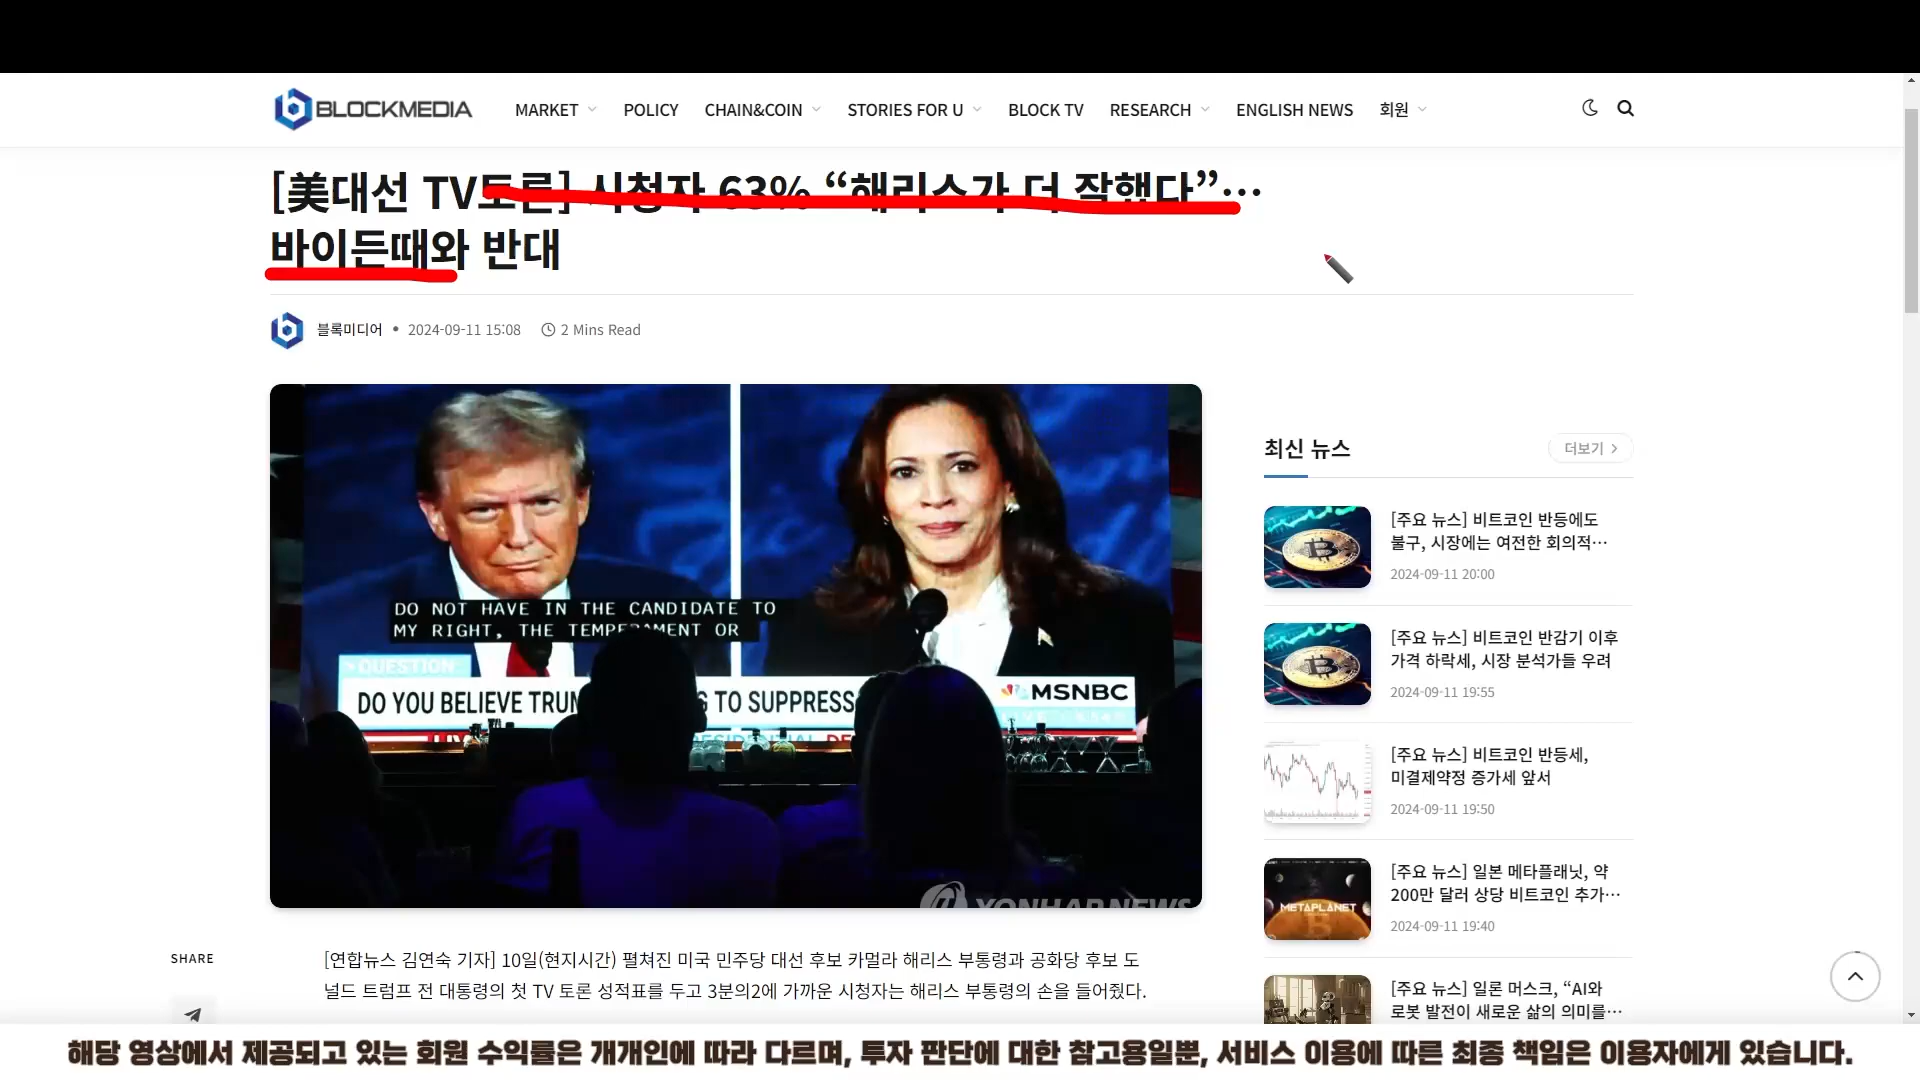 BLOCKMEDIA
MARKET POLICY CHAIN&COIN STORIES FOR U BLOCK TV RESEARCH ENGLISH NEWS 회원
[美대선 TV토론] 시청자 63% “해리스가 더 잘했다”…
바이든때와 반대
블록미디어 • 2024-09-11 15:08 2 Mins Read
DO NOT HAVE IN THE CANDIDATE TO
MY RIGHT, THE TEMPERAMENT OR
QUESTION
DO YOU BELIEVE TO SUPPRESS
MSNBC
YONHAP NEWS
최신 뉴스
더보기
[주요 뉴스] 비트코인 반등에도
불구, 시장에는 여전한 회의적…
2024-09-11 20:00
[주요 뉴스] 비트코인 반감기 이후
가격 하락세, 시장 분석가들 우려
2024-09-11 19:55
[주요 뉴스] 비트코인 반등세,
미결제약정 증가세 앞서
2024-09-11 19:50
METAPLANET
[주요 뉴스] 일본 메타플래닛, 약
200만 달러 상당 비트코인 추가…
2024-09-11 19:40
[주요 뉴스] 일론 머스크, “AI와
로봇 발전이 새로운 삶의 의미를…
SHARE
[연합뉴스 김연숙 기자] 10일(현지시간) 펼쳐진 미국 민주당 대선 후보 카멀라 해리스 부통령과 공화당 후보 도
널드 트럼프 전 대통령의 첫 TV 토론 성적표를 두고 3분의2에 가까운 시청자는 해리스 부통령의 손을 들어줬다.
해당 영상에서 제공되고 있는 회원 수익률은 개개인에 따라 다르며, 투자 판단에 대한 참고용일뿐, 서비스 이용에 따른 최종 책임은 이용자에게 있습니다.